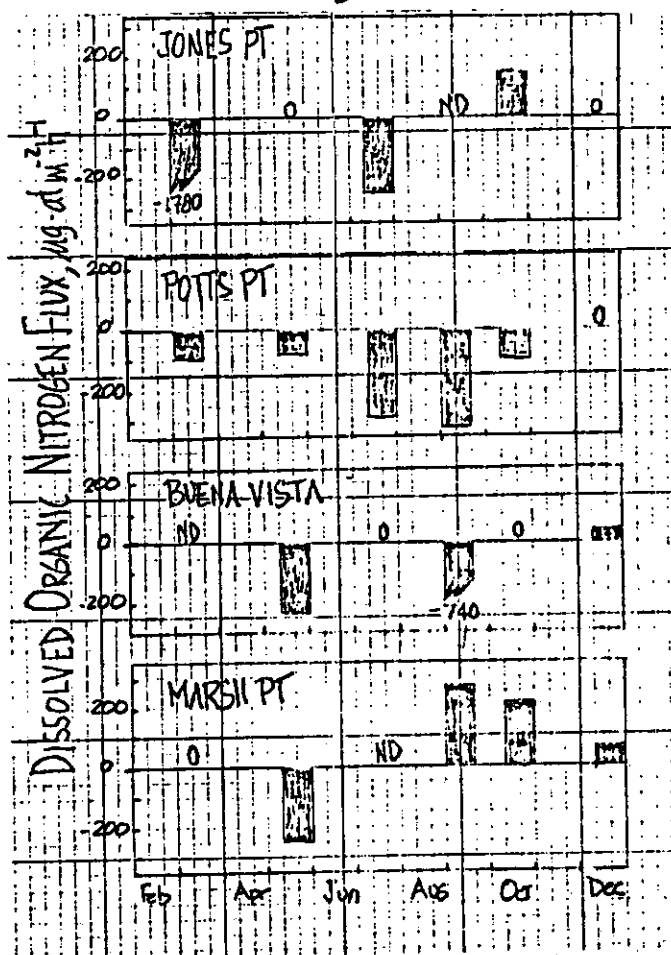 DISSOLVED ORGANIC NITROGEN FLUX, µg-at m⁻² h⁻¹
JONES PT
200
0
-200
0
ND
0
-1780
POTTS PT
200
0
-200
0
BUENA VISTA
200
0
-200
ND
0
0
-740
MARSH PT
200
0
-200
0
ND
Feb Apr Jun Aug Oct Dec